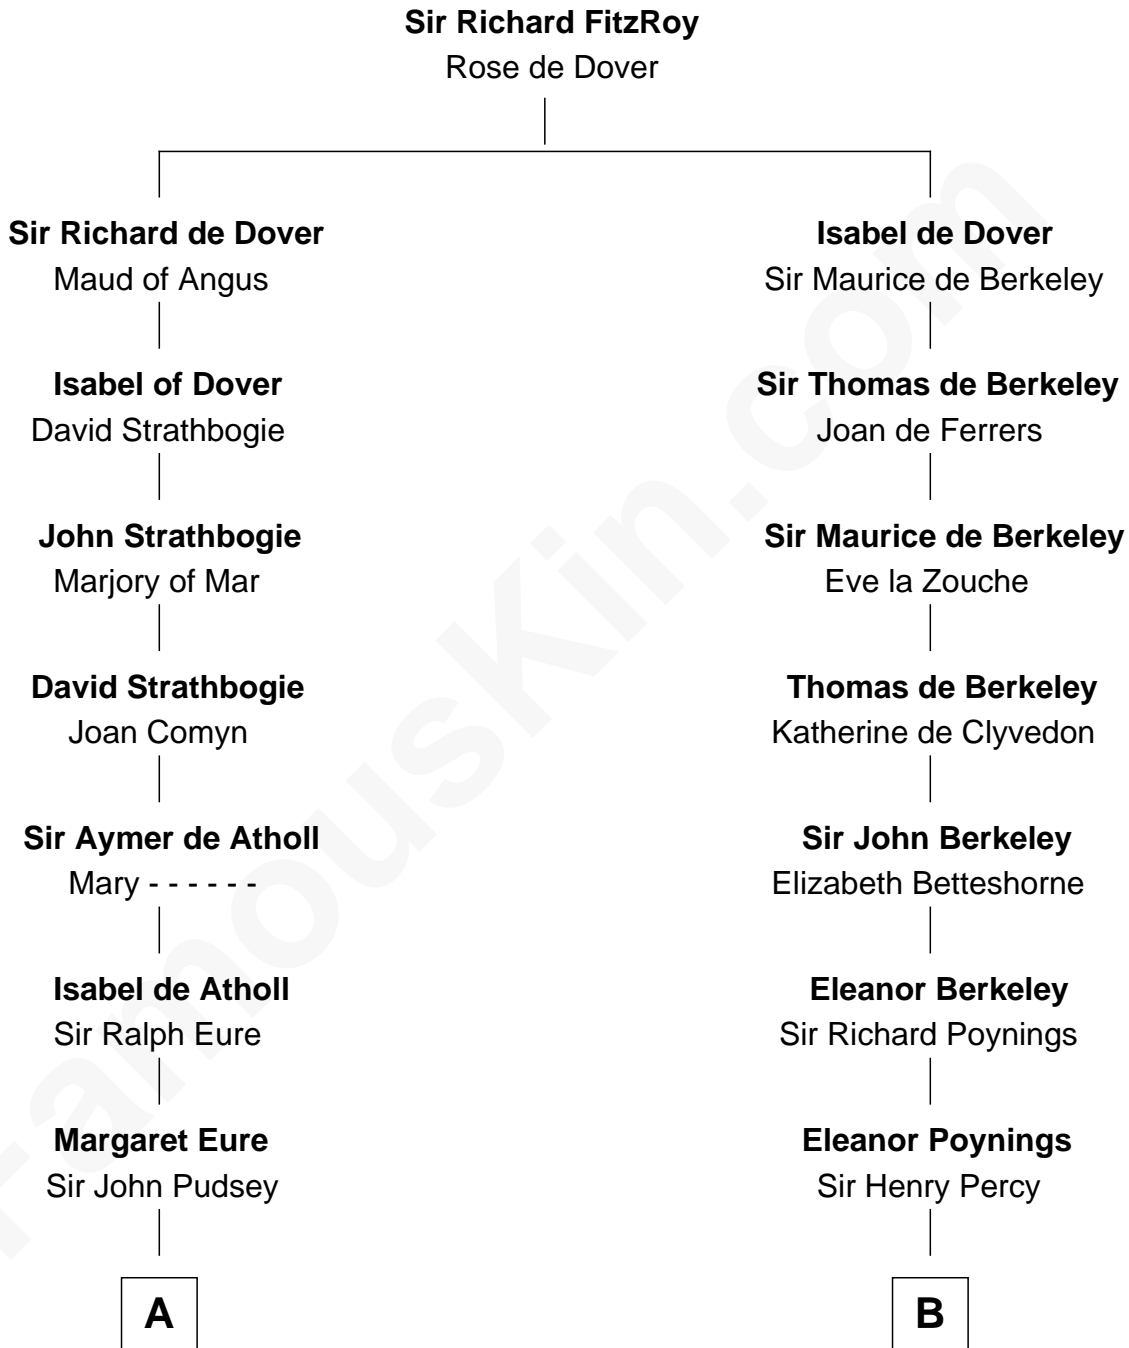 Sir Richard FitzRoy
Rose de Dover
Sir Richard de Dover
Maud of Angus
Isabel of Dover
David Strathbogie
John Strathbogie
Marjory of Mar
David Strathbogie
Joan Comyn
Sir Aymer de Atholl
Mary - - - - - -
Isabel de Atholl
Sir Ralph Eure
Margaret Eure
Sir John Pudsey
A
Isabel de Dover
Sir Maurice de Berkeley
Sir Thomas de Berkeley
Joan de Ferrers
Sir Maurice de Berkeley
Eve la Zouche
Thomas de Berkeley
Katherine de Clyvedon
Sir John Berkeley
Elizabeth Betteshorne
Eleanor Berkeley
Sir Richard Poynings
Eleanor Poynings
Sir Henry Percy
B
FamousKin.com